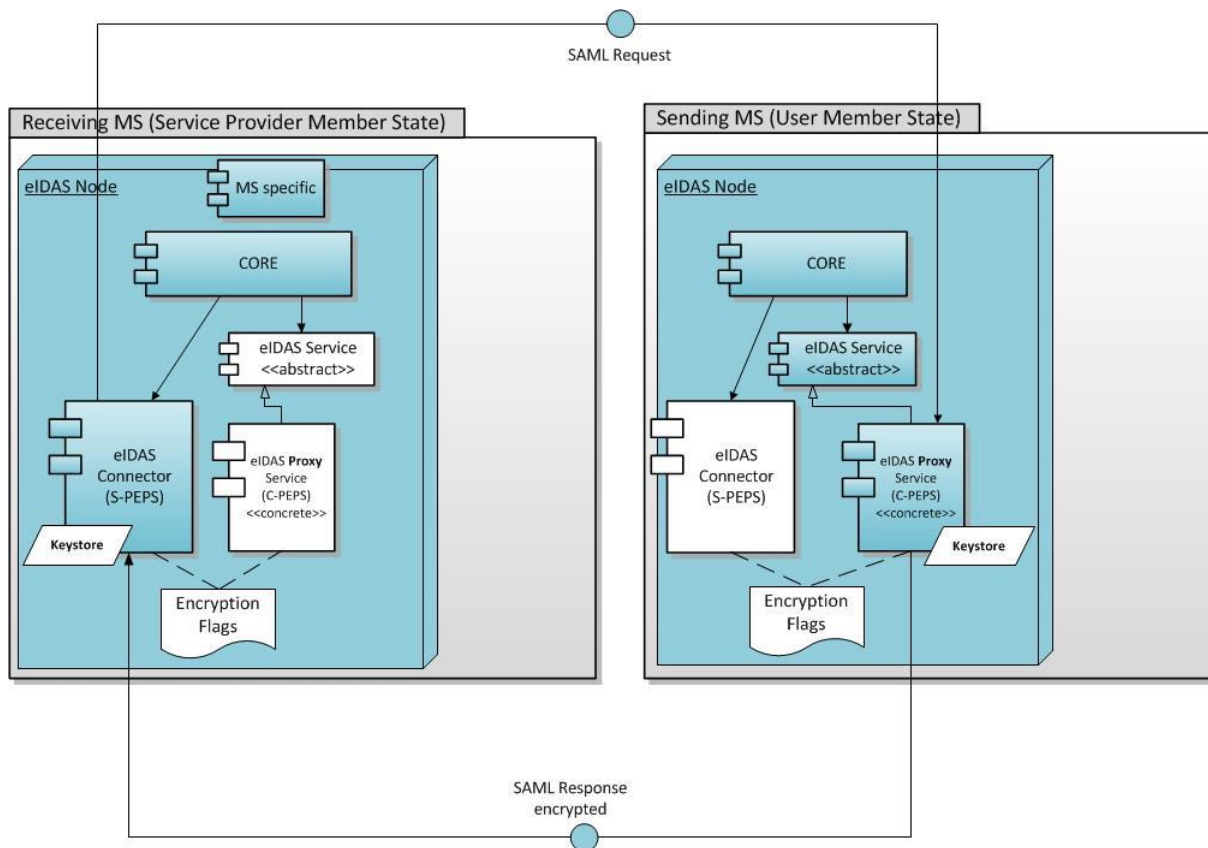 SAML Request
Receiving MS (Service Provider Member State)
eIDAS Node
MS specific
CORE
eIDAS Service
<<abstract>>
eIDAS
Connector
(S-PEPS)
eIDAS Proxy
Service
(C-PEPS)
<<concrete>>
Keystore
Encryption
Flags
Sending MS (User Member State)
eIDAS Node
CORE
eIDAS Service
<<abstract>>
eIDAS
Connector
(S-PEPS)
eIDAS Proxy
Service
(C-PEPS)
<<concrete>>
Keystore
Encryption
Flags
SAML Response
encrypted